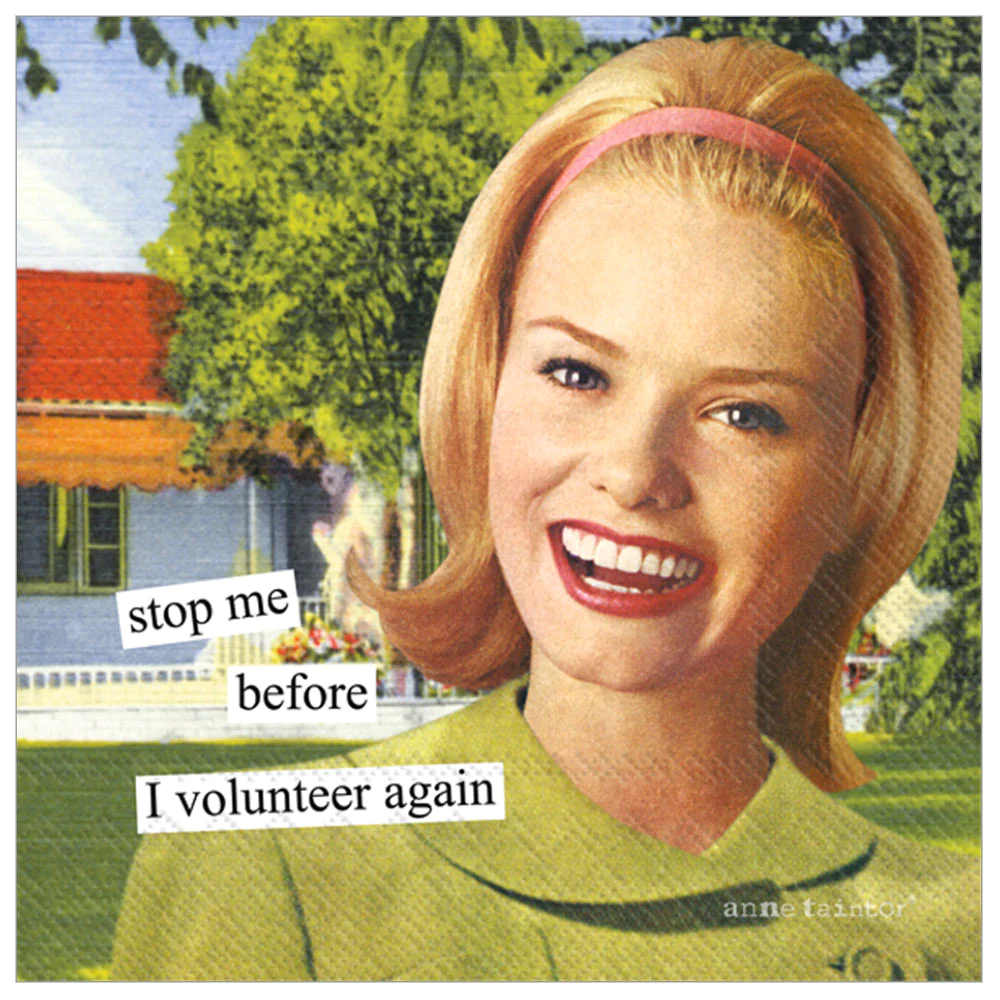 stop me
before
I volunteer again
anne taintor®